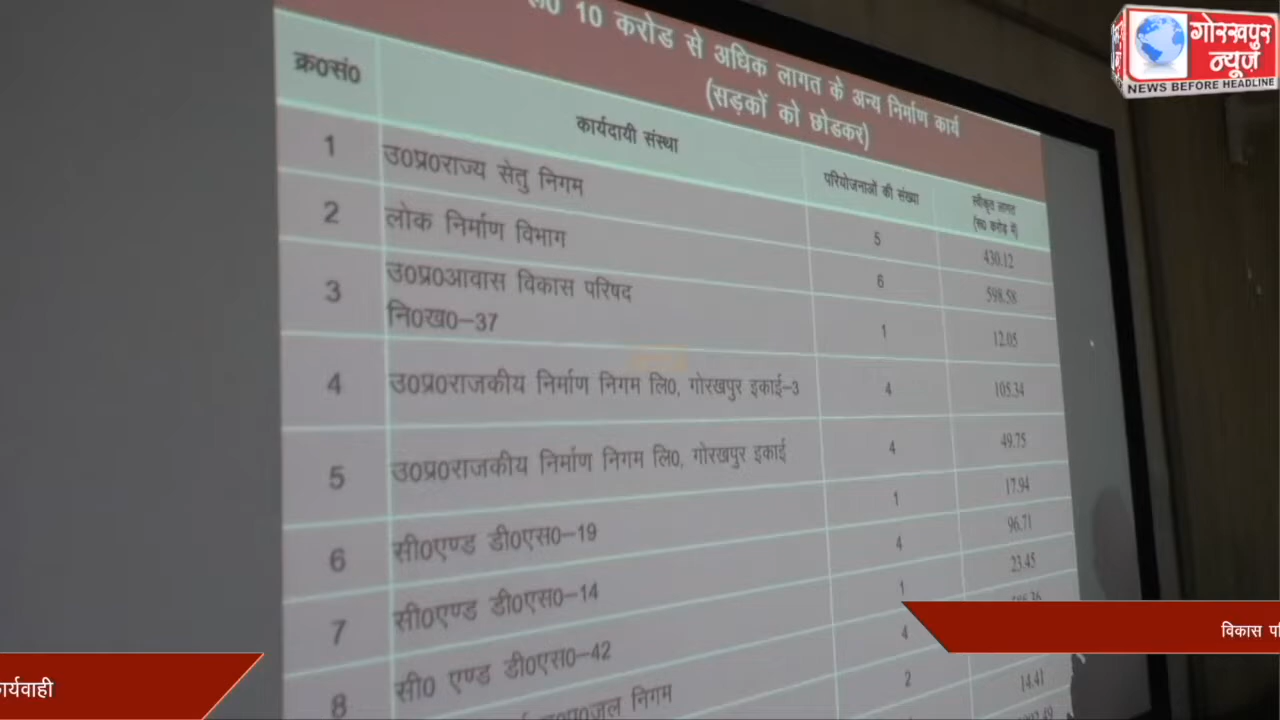 रू0 10 करोड से अधिक लागत के अन्य निर्माण कार्य
(सड़कों को छोडकर)
क्र0सं0 कार्यदायी संस्था परियोजनाओं की संख्या स्वीकृत लागत (रू0 करोड में)
1 उ0प्र0राज्य सेतु निगम 5 430.12
2 लोक निर्माण विभाग 6 598.58
3 उ0प्र0आवास विकास परिषद 1 12.05
नि0ख0–37
4 उ0प्र0राजकीय निर्माण निगम लि0, गोरखपुर इकाई–3 4 105.34
5 उ0प्र0राजकीय निर्माण निगम लि0, गोरखपुर इकाई 4 49.75
6 सी0एण्ड डी0एस0–19 1 17.94
7 सी0एण्ड डी0एस0–14 4 96.71
8 सी0 एण्ड डी0एस0–42 1 23.45
जल निगम 4
2 14.41
गोरखपुर
न्यूज़
NEWS BEFORE HEADLINE
विकास
कार्यवाही